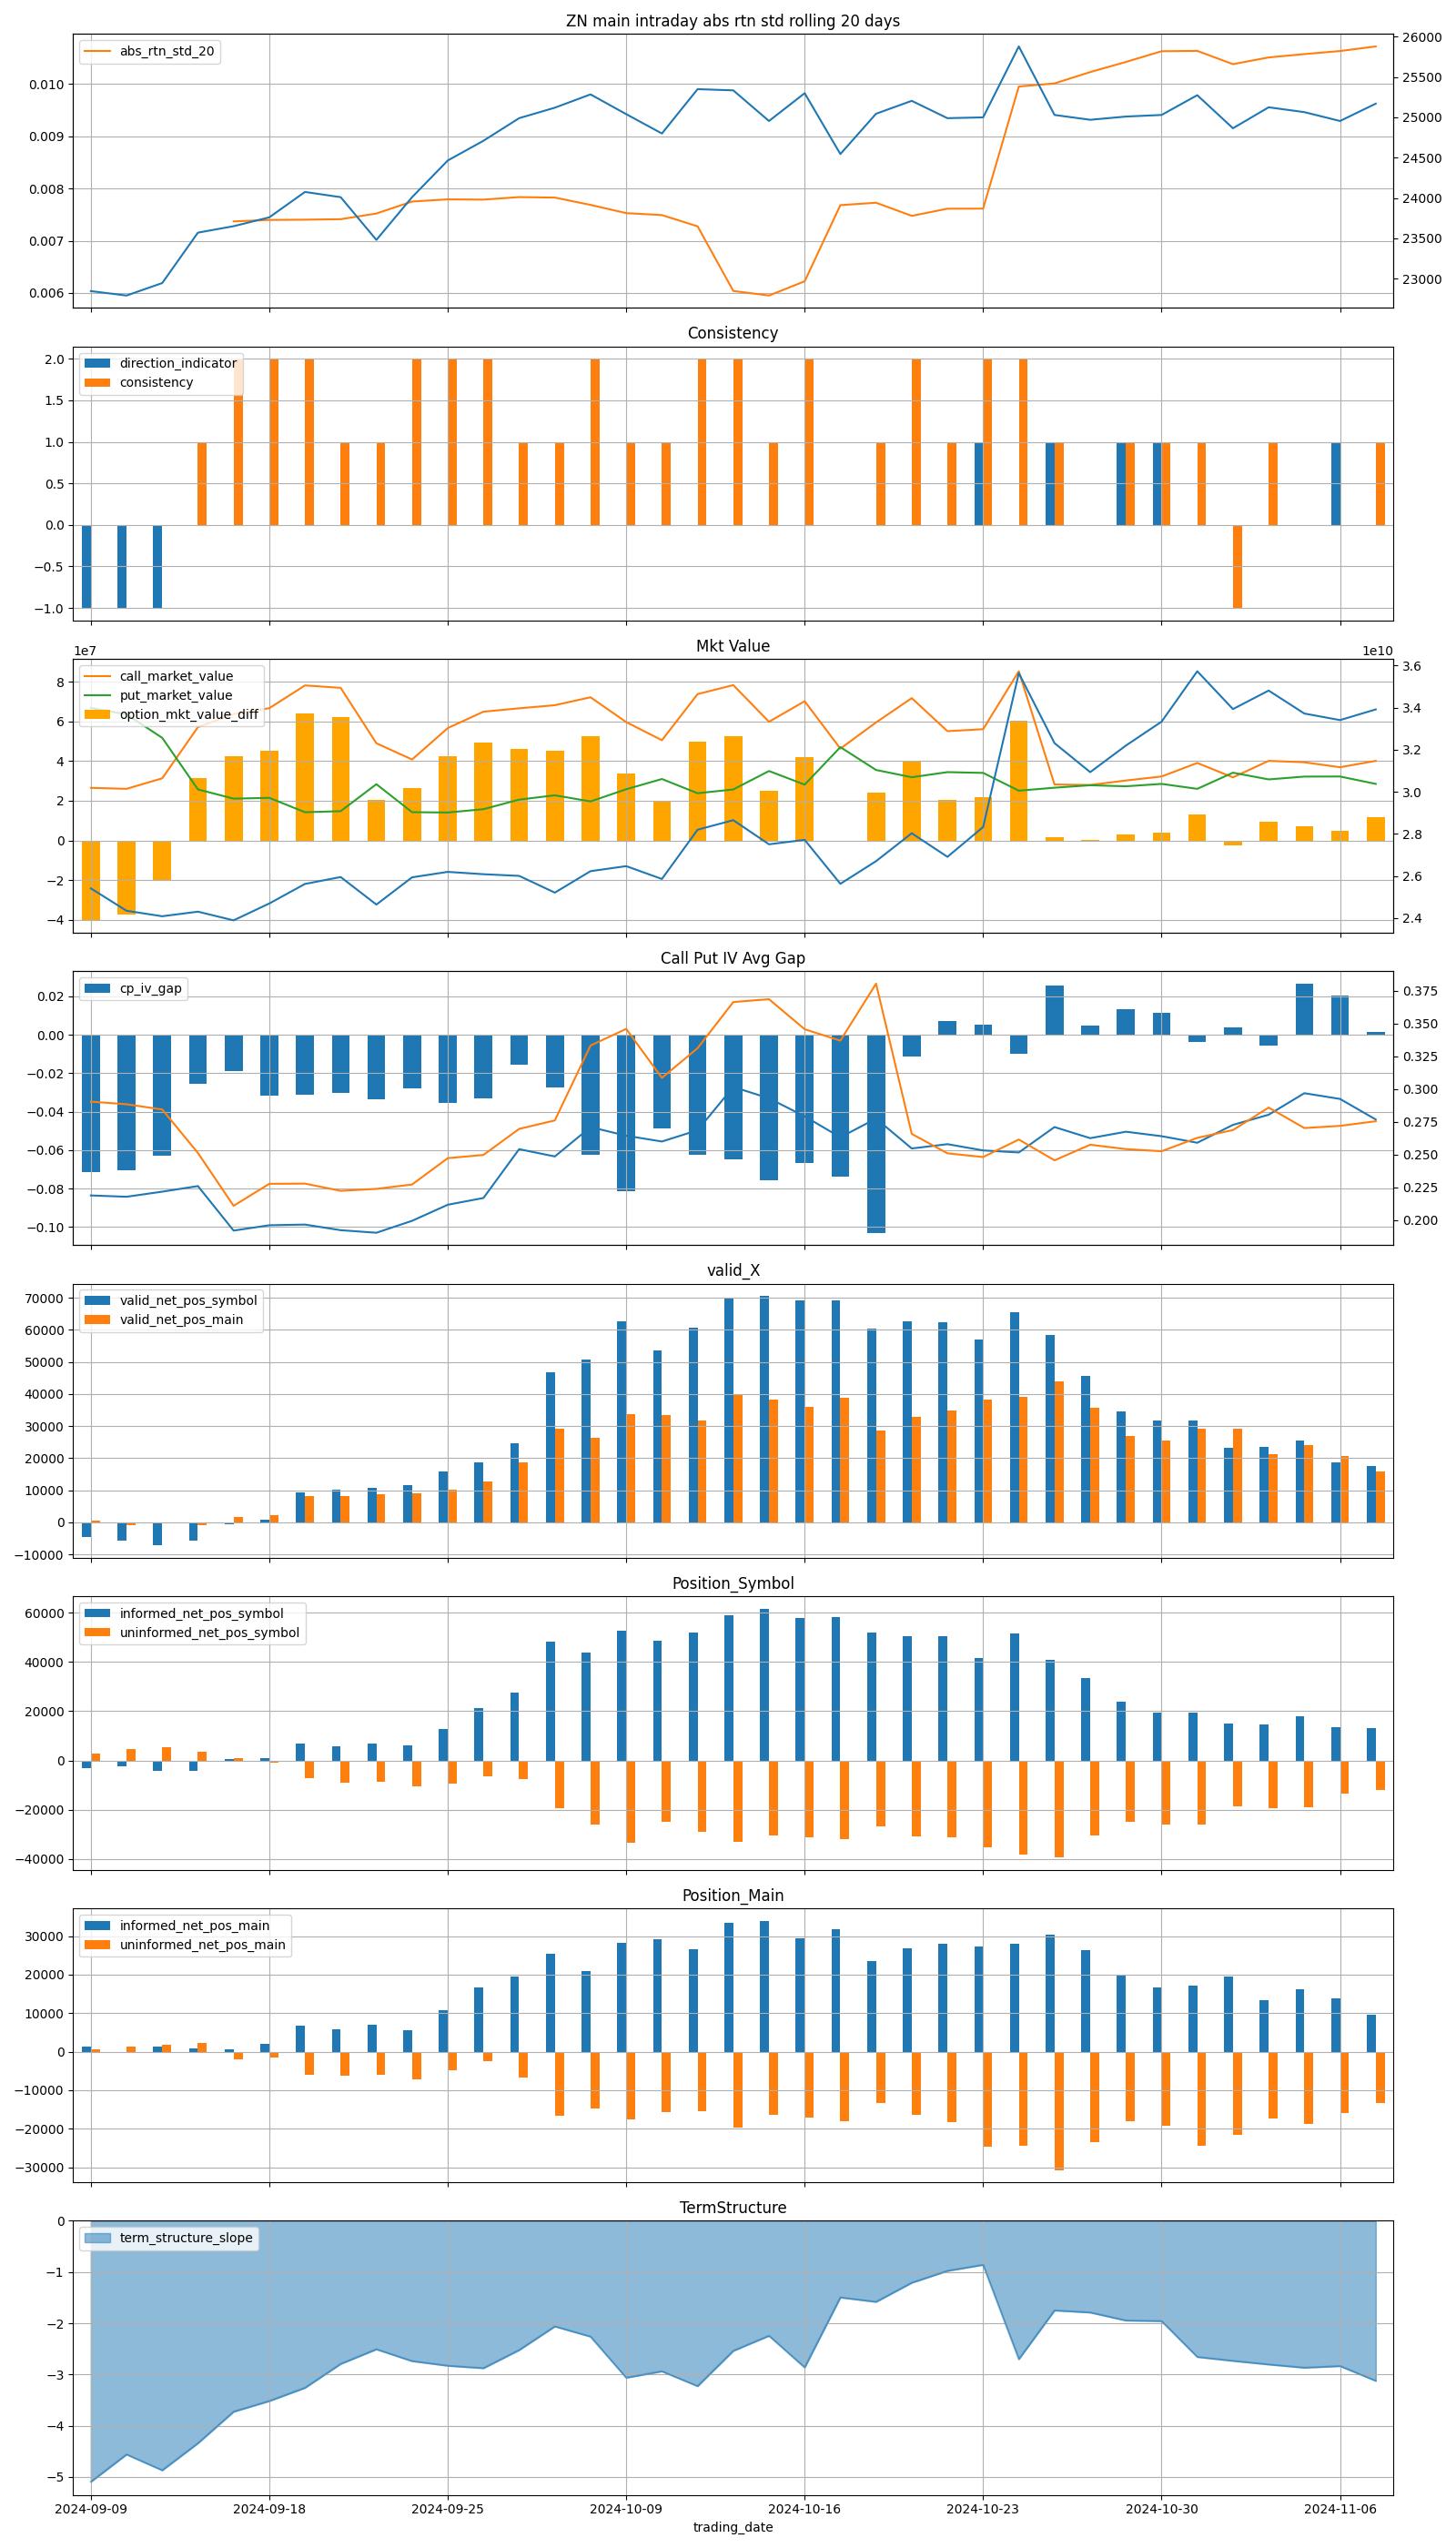 ZN main intraday abs rtn std rolling 20 days
abs_rtn_std_20
0.010
0.009
0.008
0.007
0.006
26000
25500
25000
24500
24000
23500
23000
Consistency
direction_indicator
consistency
2.0
1.5
1.0
0.5
0.0
−0.5
−1.0
Mkt Value
1e7
1e10
call_market_value
put_market_value
option_mkt_value_diff
8
6
4
2
0
−2
−4
3.6
3.4
3.2
3.0
2.8
2.6
2.4
Call Put IV Avg Gap
cp_iv_gap
0.02
0.00
−0.02
−0.04
−0.06
−0.08
−0.10
0.375
0.350
0.325
0.300
0.275
0.250
0.225
0.200
valid_X
valid_net_pos_symbol
valid_net_pos_main
70000
60000
50000
40000
30000
20000
10000
0
−10000
Position_Symbol
informed_net_pos_symbol
uninformed_net_pos_symbol
60000
40000
20000
0
−20000
−40000
Position_Main
informed_net_pos_main
uninformed_net_pos_main
30000
20000
10000
0
−10000
−20000
−30000
TermStructure
term_structure_slope
0
−1
−2
−3
−4
−5
2024-09-09 2024-09-18 2024-09-25 2024-10-09 2024-10-16 2024-10-23 2024-10-30 2024-11-06
trading_date